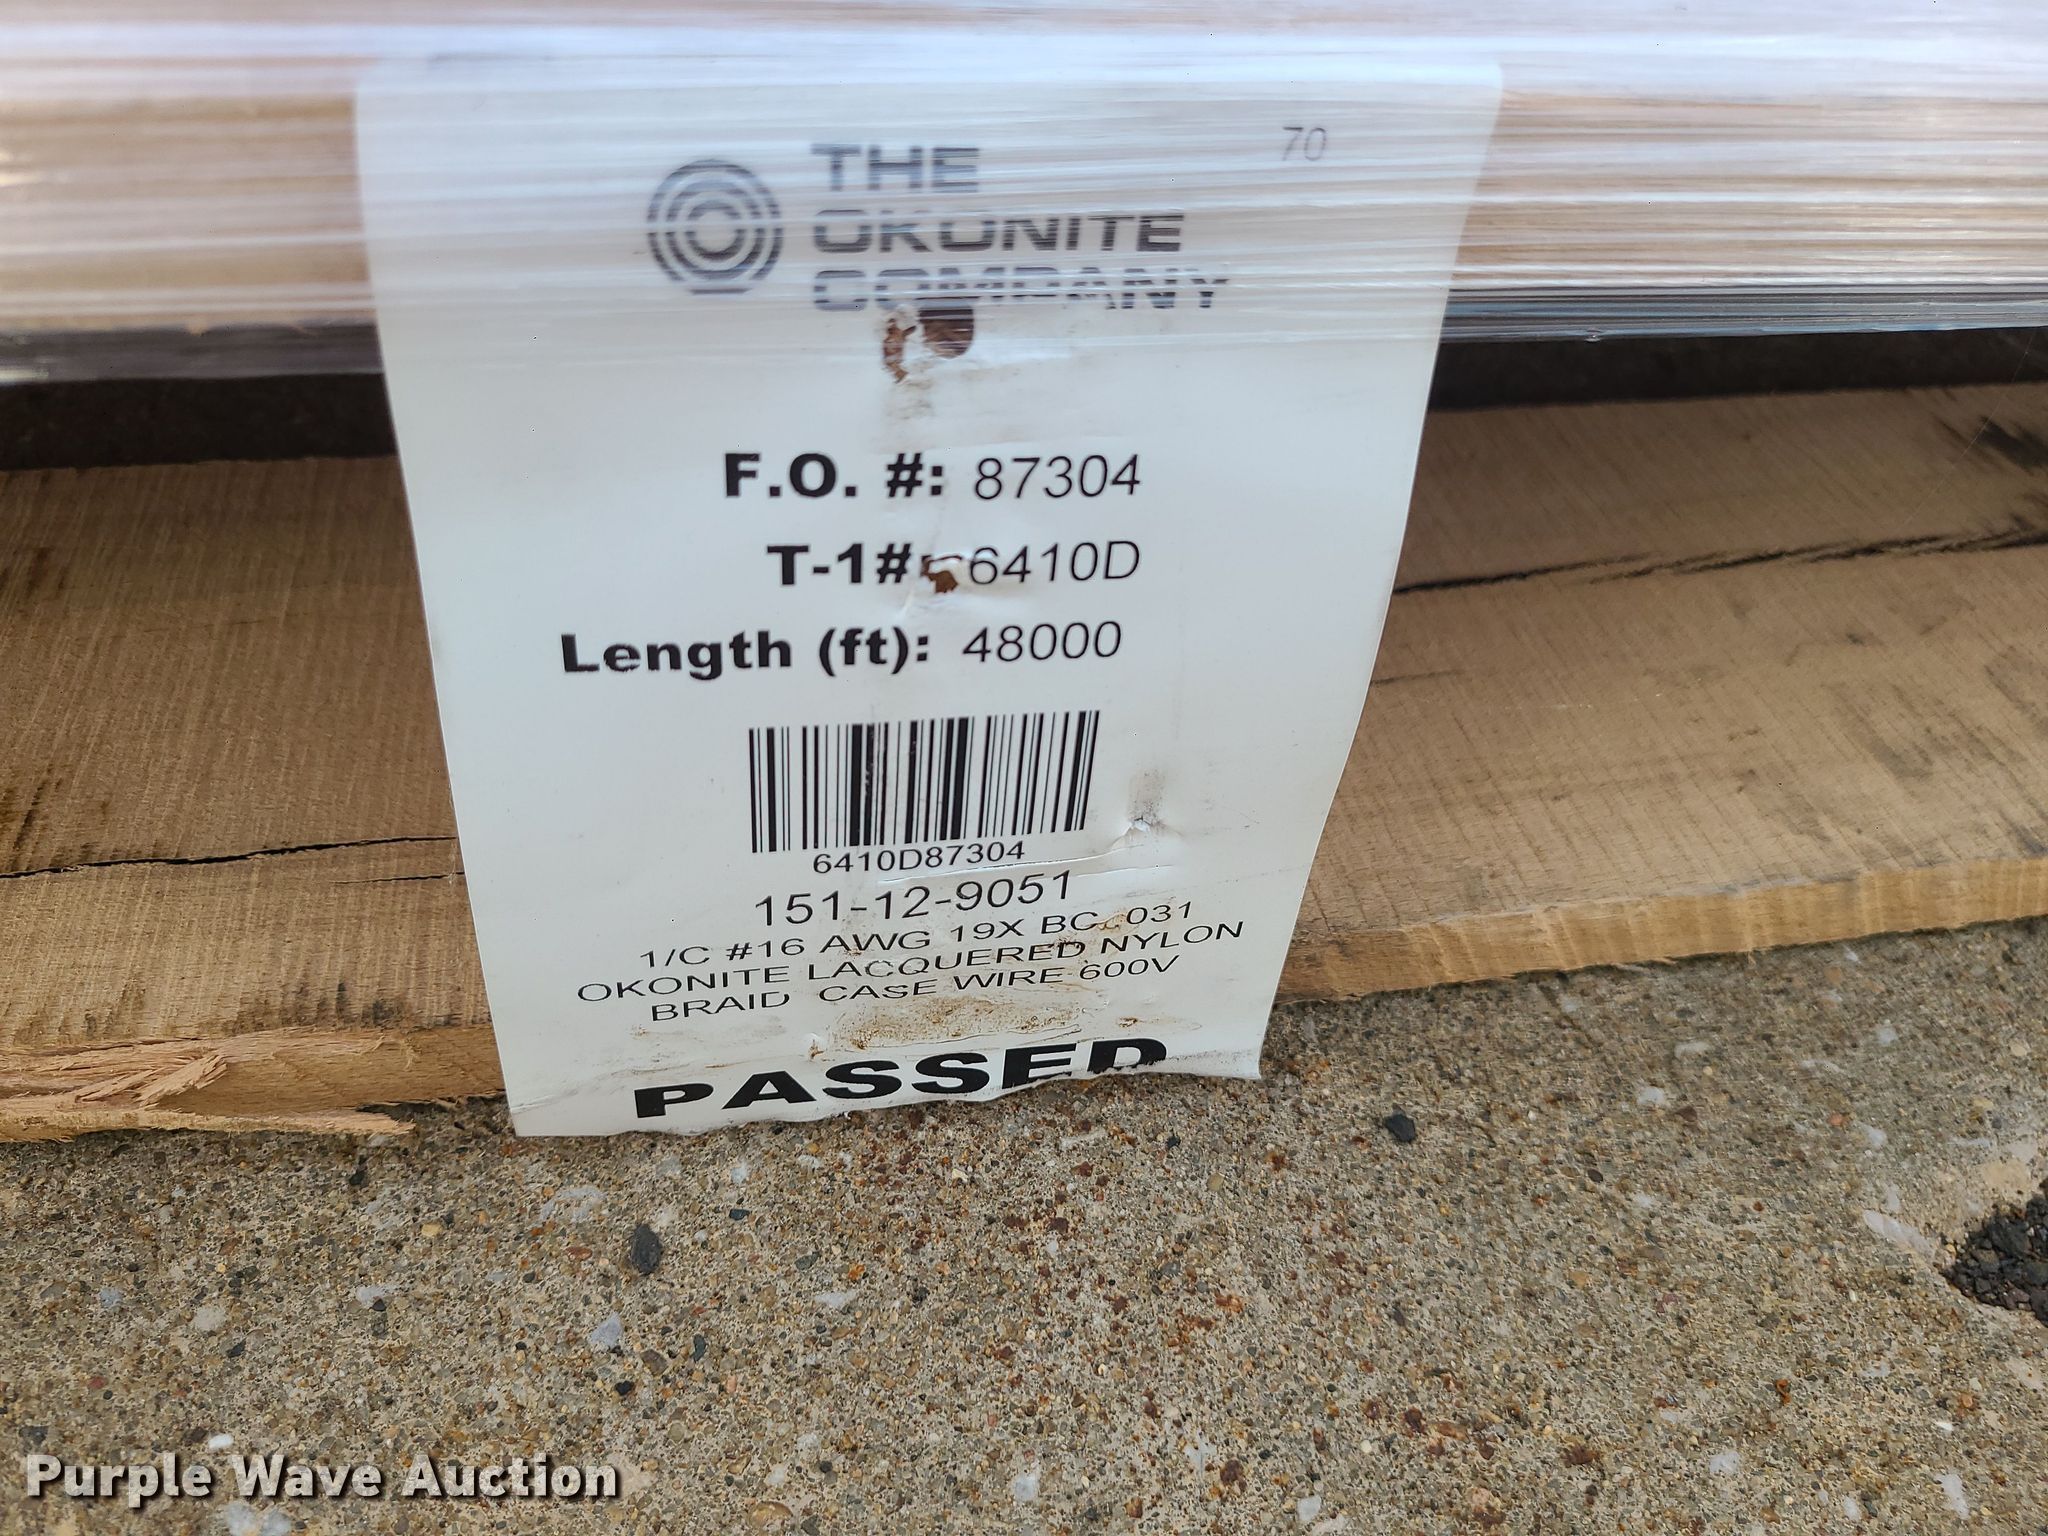 70
THE
OKONITE
COMPANY
F.O. #: 87304
T-1#: 6410D
Length (ft): 48000
6410D87304
151-12-9051
1/C #16 AWG 19X BC .031
OKONITE LACQUERED NYLON
BRAID CASE WIRE 600V
PASSED
Purple Wave Auction